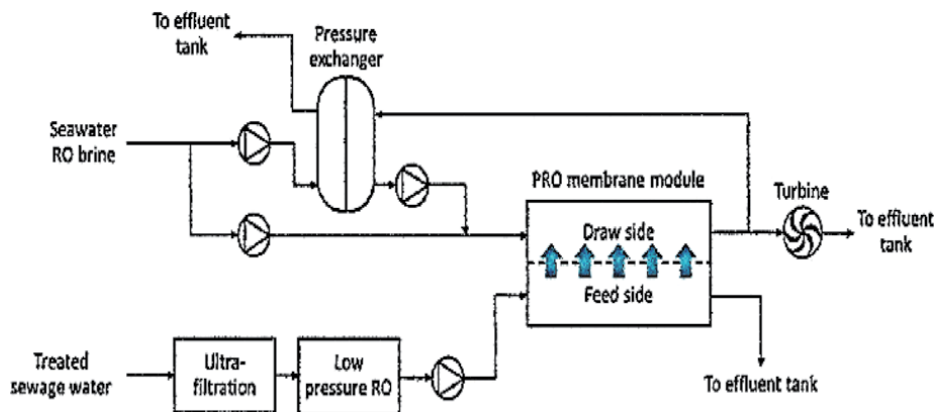 To effluent
tank
Pressure
exchanger
Seawater
RO brine
PRO membrane module
Turbine
Draw side
To effluent
tank
Feed side
Treated
sewage water
Ultra-
filtration
Low
pressure RO
To effluent tank